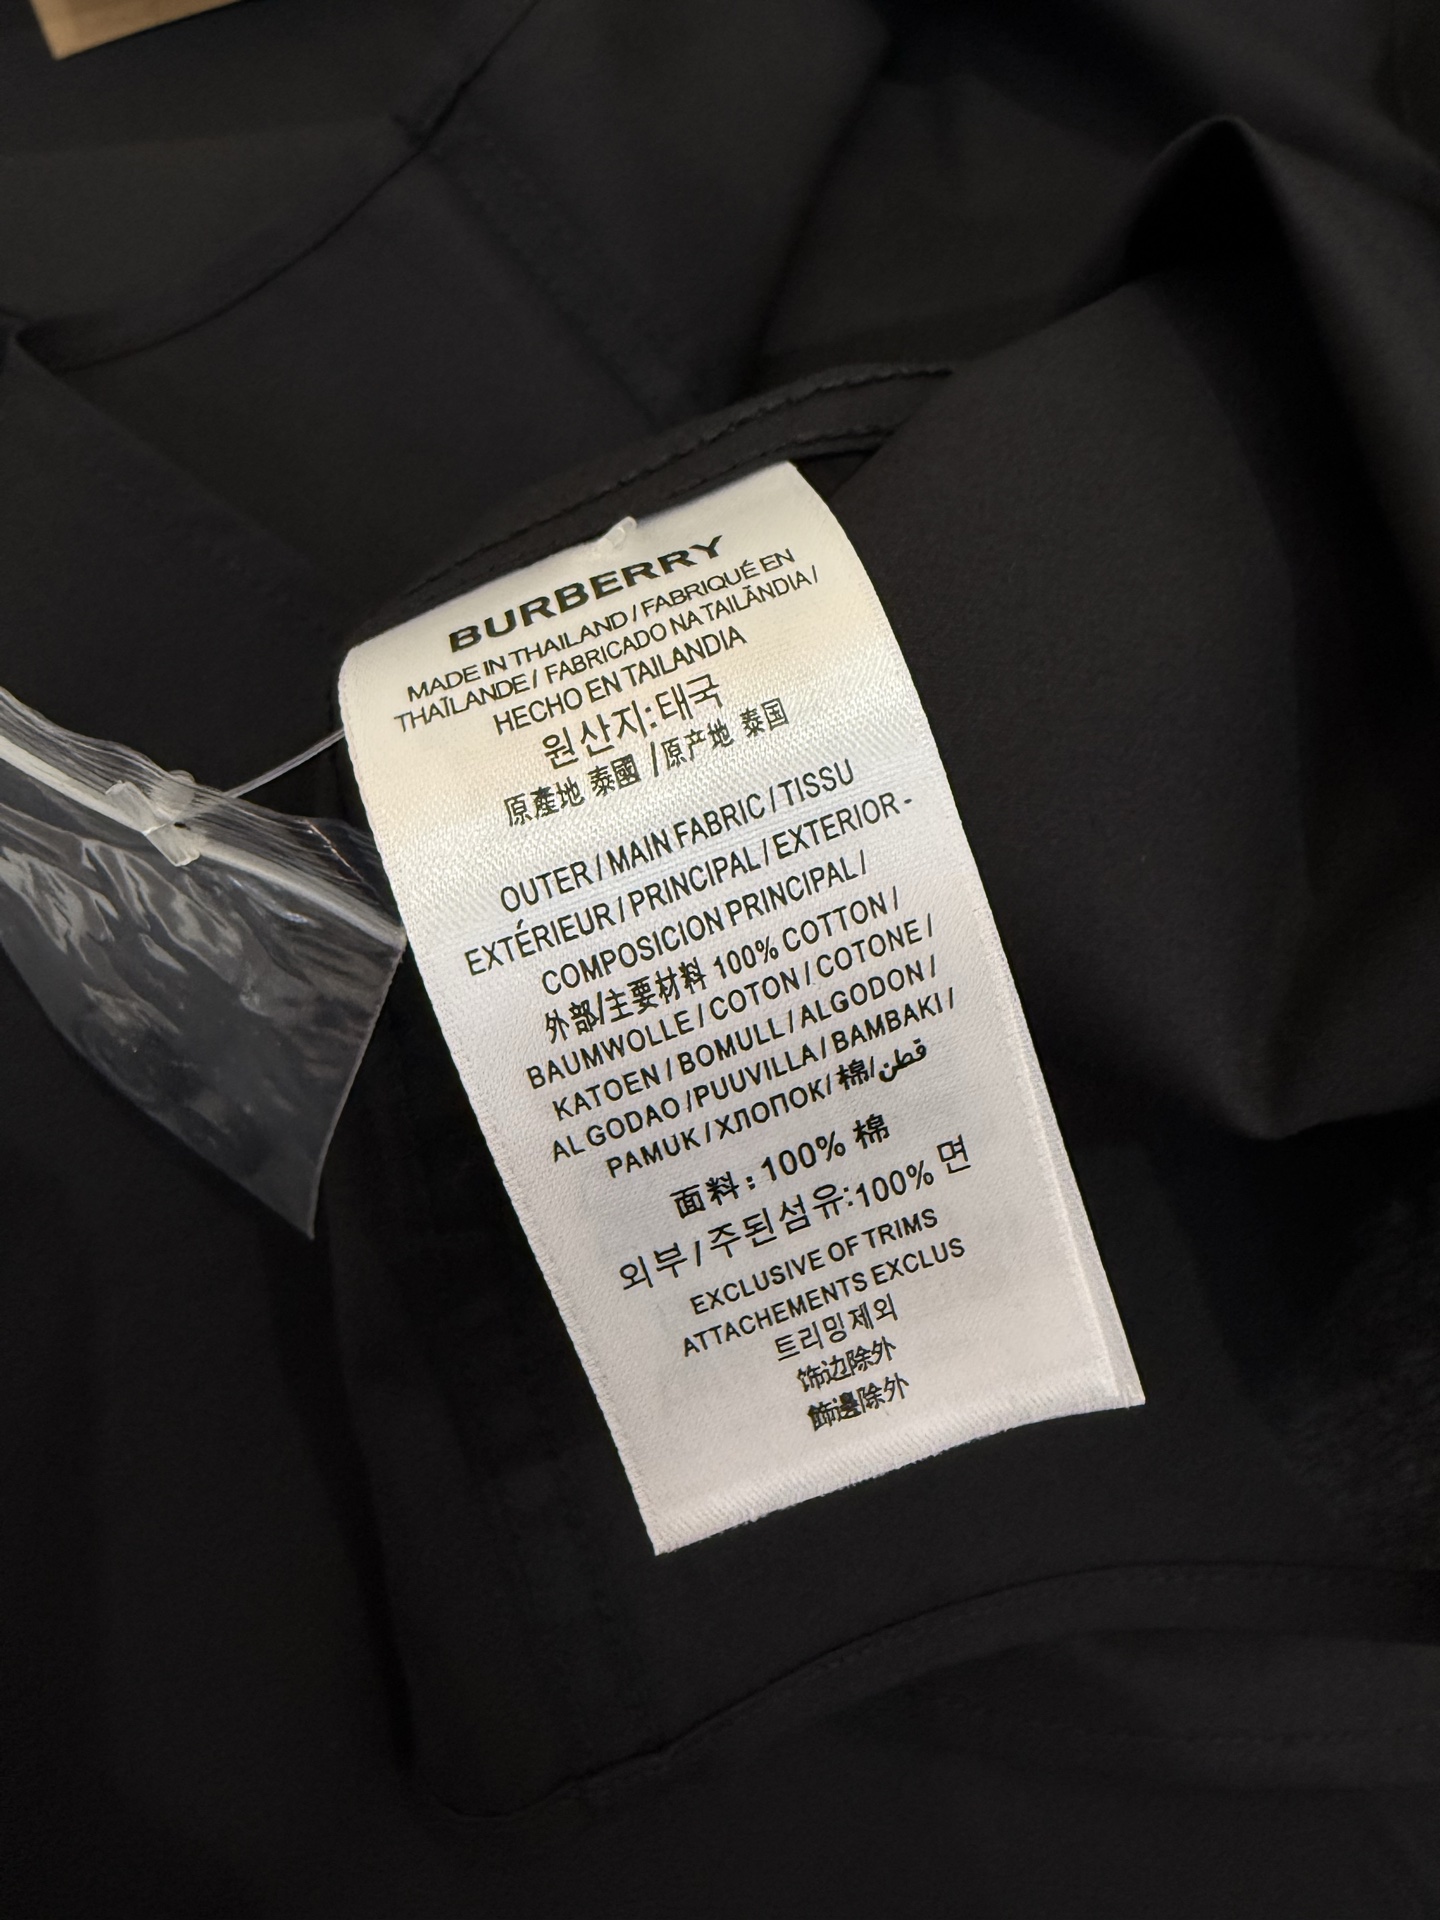 BURBERRY
MADE IN THAILAND / FABRIQUÉ EN
THAÏLANDE / FABRICADO NA TAILÃNDIA /
HECHO EN TAILANDIA
원산지:태국
原產地 泰國 /原产地 泰国
OUTER / MAIN FABRIC / TISSU
EXTÉRIEUR / PRINCIPAL / EXTERIOR -
COMPOSICION PRINCIPAL /
外部/主要材料 100% COTTON /
BAUMWOLLE / COTON / COTONE /
KATOEN / BOMULL / ALGODON /
ALGODAO /PUUVILLA / BAMBAKI /
PAMUK / ХЛОПОК/ 棉/قطن
面料：100% 棉
외부 / 주된섬유:100% 면
EXCLUSIVE OF TRIMS
ATTACHEMENTS EXCLUS
트리밍제외
饰边除外
飾邊除外